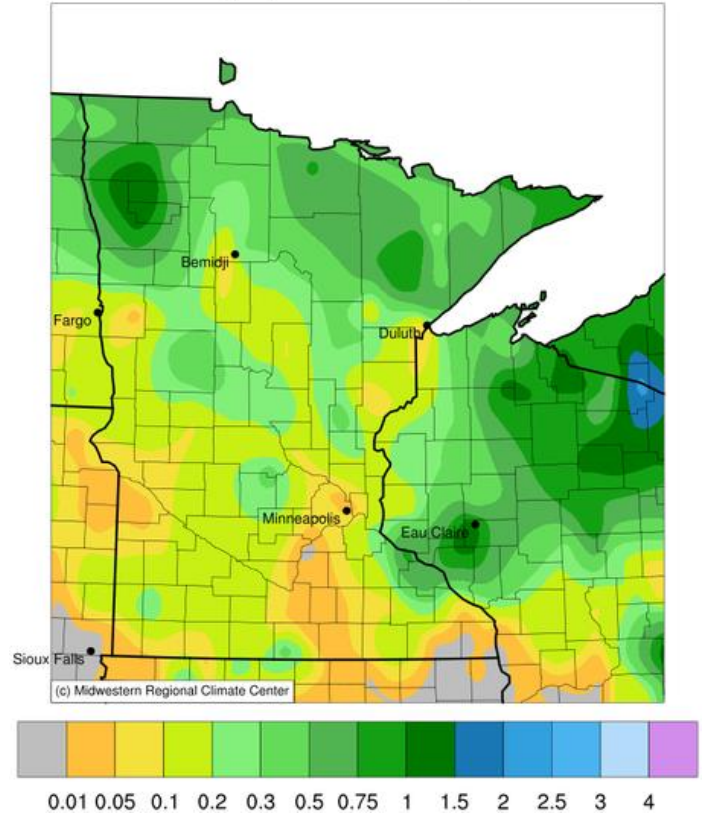 Bemidji
Fargo
Duluth
Minneapolis
Eau Claire
Sioux Falls
(c) Midwestern Regional Climate Center
0.01 0.05 0.1 0.2 0.3 0.5 0.75 1 1.5 2 2.5 3 4